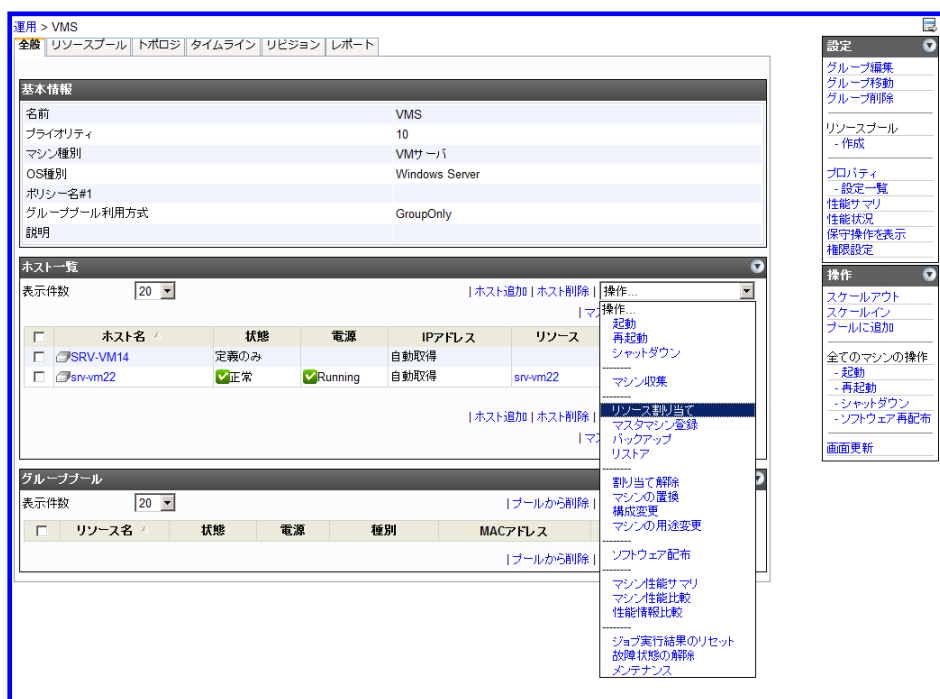 運用 > VMS
全般 リソースプール トポロジ タイムライン リビジョン レポート
基本情報
名前 VMS
プライオリティ 10
マシン種別 VMサーバ
OS種別 Windows Server
ポリシー名#1
グループプール利用方式 GroupOnly
説明
ホスト一覧
表示件数 20 | ホスト追加 | ホスト削除 | 操作...
| マス
ホスト名 状態 電源 IPアドレス リソース
SRV-VM14 定義のみ 自動取得
srv-vm22 正常 Running 自動取得 srv-vm22
| ホスト追加 | ホスト削除 |
| マス
グループプール
表示件数 20 | プールから削除 |
リソース名 状態 電源 種別 MACアドレス
| プールから削除 |
操作...
起動
再起動
シャットダウン
--------
マシン収集
--------
リソース割り当て
マスタマシン登録
バックアップ
リストア
--------
割り当て解除
マシンの置換
構成変更
マシンの用途変更
--------
ソフトウェア配布
--------
マシン性能サマリ
マシン性能比較
性能情報比較
--------
ジョブ実行結果のリセット
故障状態の解除
メンテナンス
設定
グループ編集
グループ移動
グループ削除
リソースプール
- 作成
プロパティ
- 設定一覧
性能サマリ
性能状況
保守操作を表示
権限設定
操作
スケールアウト
スケールイン
プールに追加
全てのマシンの操作
- 起動
- 再起動
- シャットダウン
- ソフトウェア再配布
画面更新